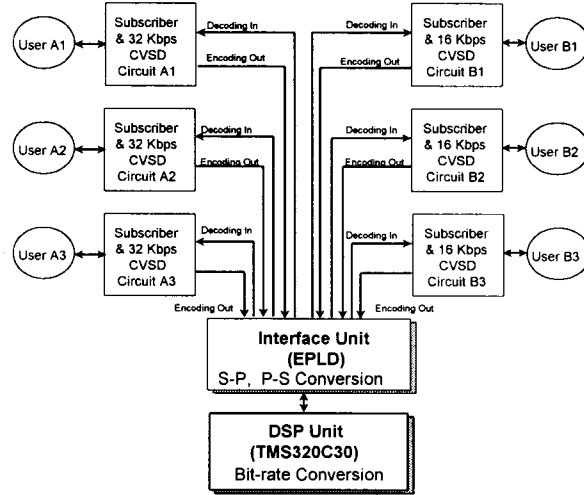 User A1
Subscriber
& 32 Kbps
CVSD
Circuit A1
Decoding In
Encoding Out
Decoding In
Encoding Out
Subscriber
& 16 Kbps
CVSD
Circuit B1
User B1
User A2
Subscriber
& 32 Kbps
CVSD
Circuit A2
Decoding In
Encoding Out
Decoding In
Encoding Out
Subscriber
& 16 Kbps
CVSD
Circuit B2
User B2
User A3
Subscriber
& 32 Kbps
CVSD
Circuit A3
Decoding In
Encoding Out
Decoding In
Encoding Out
Subscriber
& 16 Kbps
CVSD
Circuit B3
User B3
Interface Unit
(EPLD)
S-P, P-S Conversion
DSP Unit
(TMS320C30)
Bit-rate Conversion